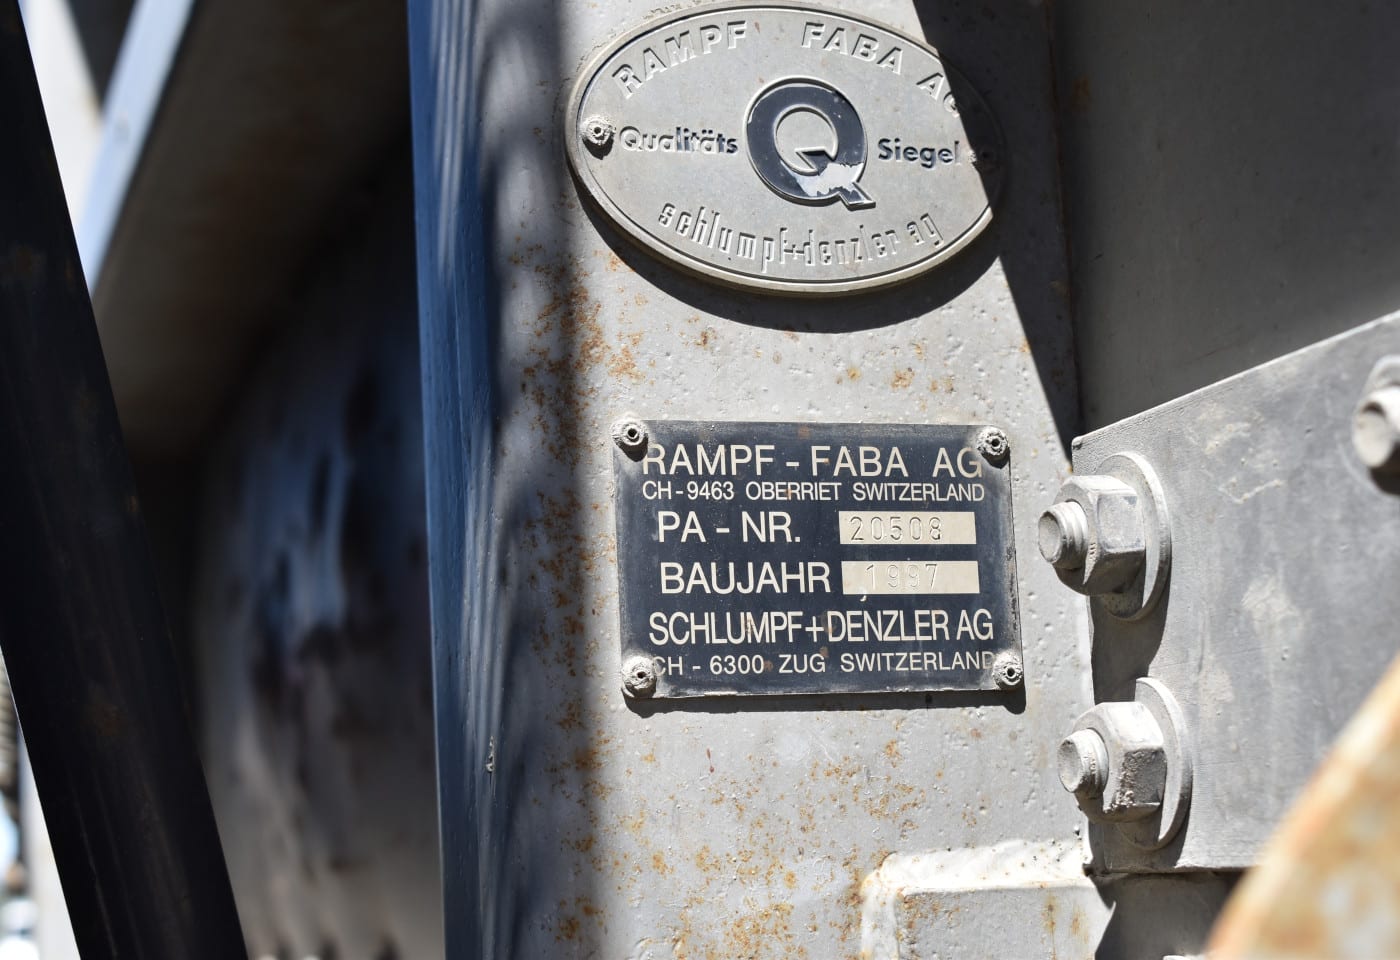 RAMPF FABA AG
Qualitäts Q Siegel
schlumpf+denzler ag
RAMPF - FABA AG
CH - 9463 OBERRIET SWITZERLAND
PA - NR. 20508
BAUJAHR 1997
SCHLUMPF+DENZLER AG
CH - 6300 ZUG SWITZERLAND